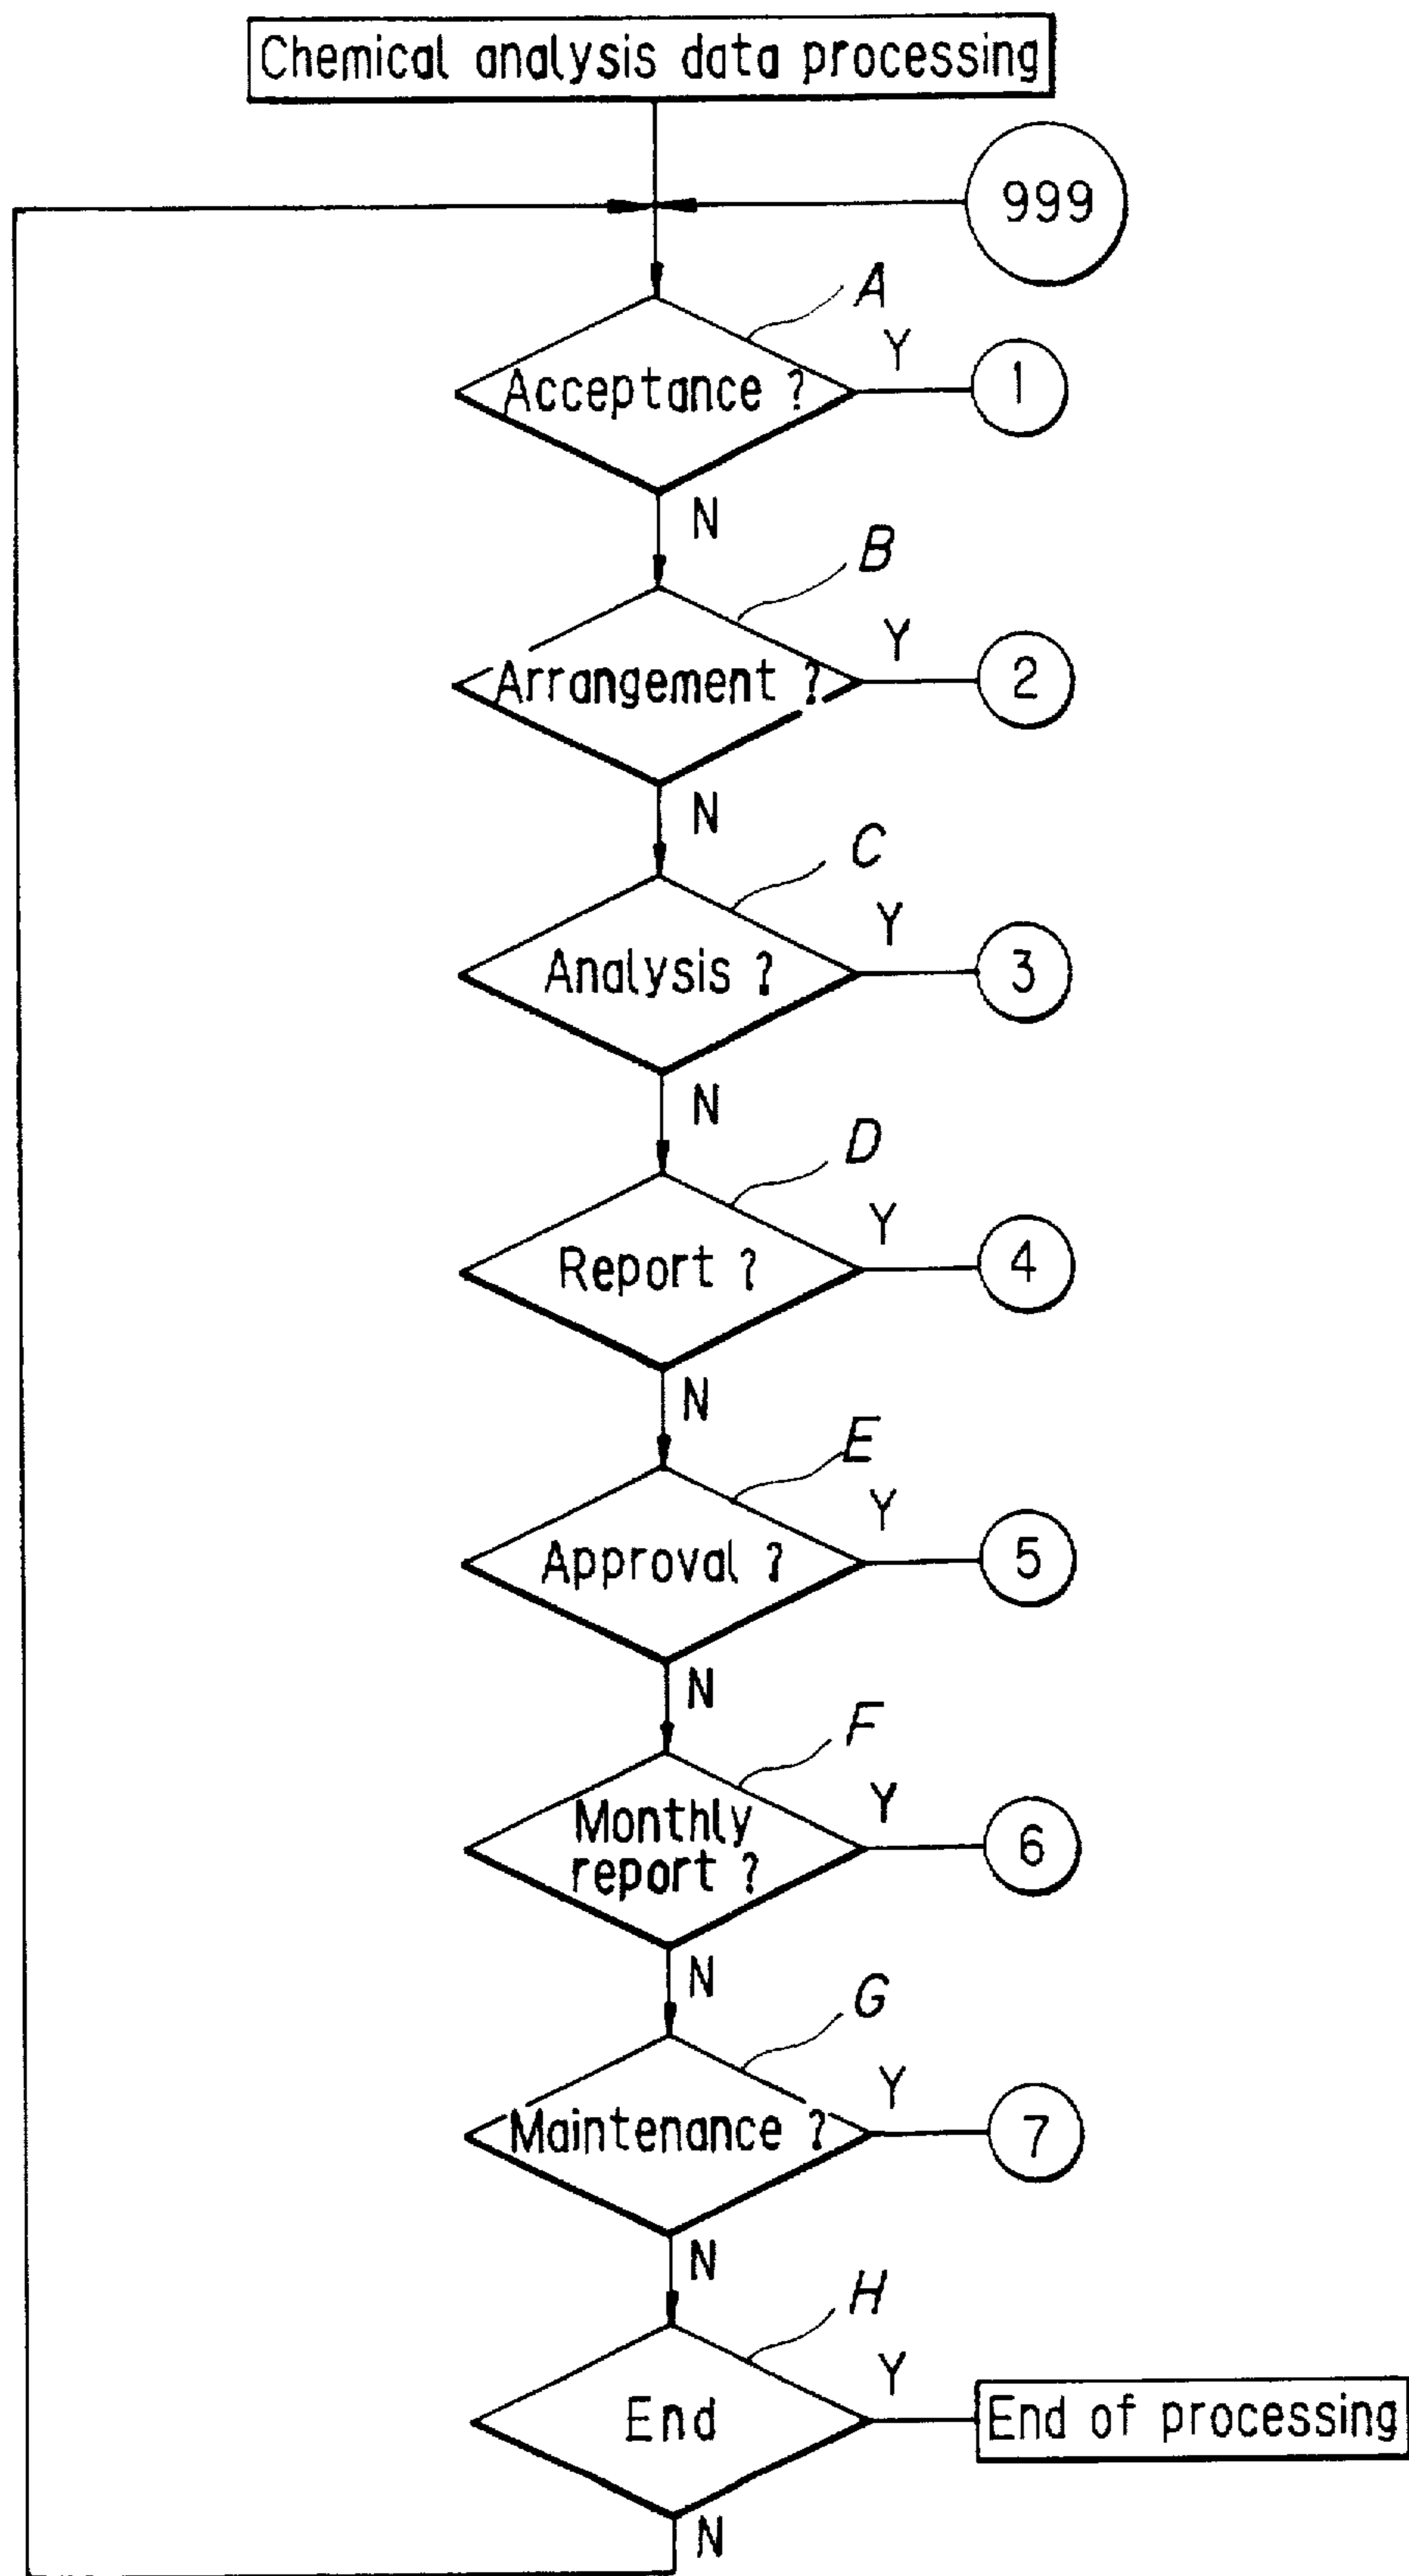 Chemical analysis data processing
999
A
Acceptance ?
Y
1
N
B
Arrangement ?
Y
2
N
C
Analysis ?
Y
3
N
D
Report ?
Y
4
N
E
Approval ?
Y
5
N
F
Monthly
report ?
Y
6
N
G
Maintenance ?
Y
7
N
H
End
Y
End of processing
N